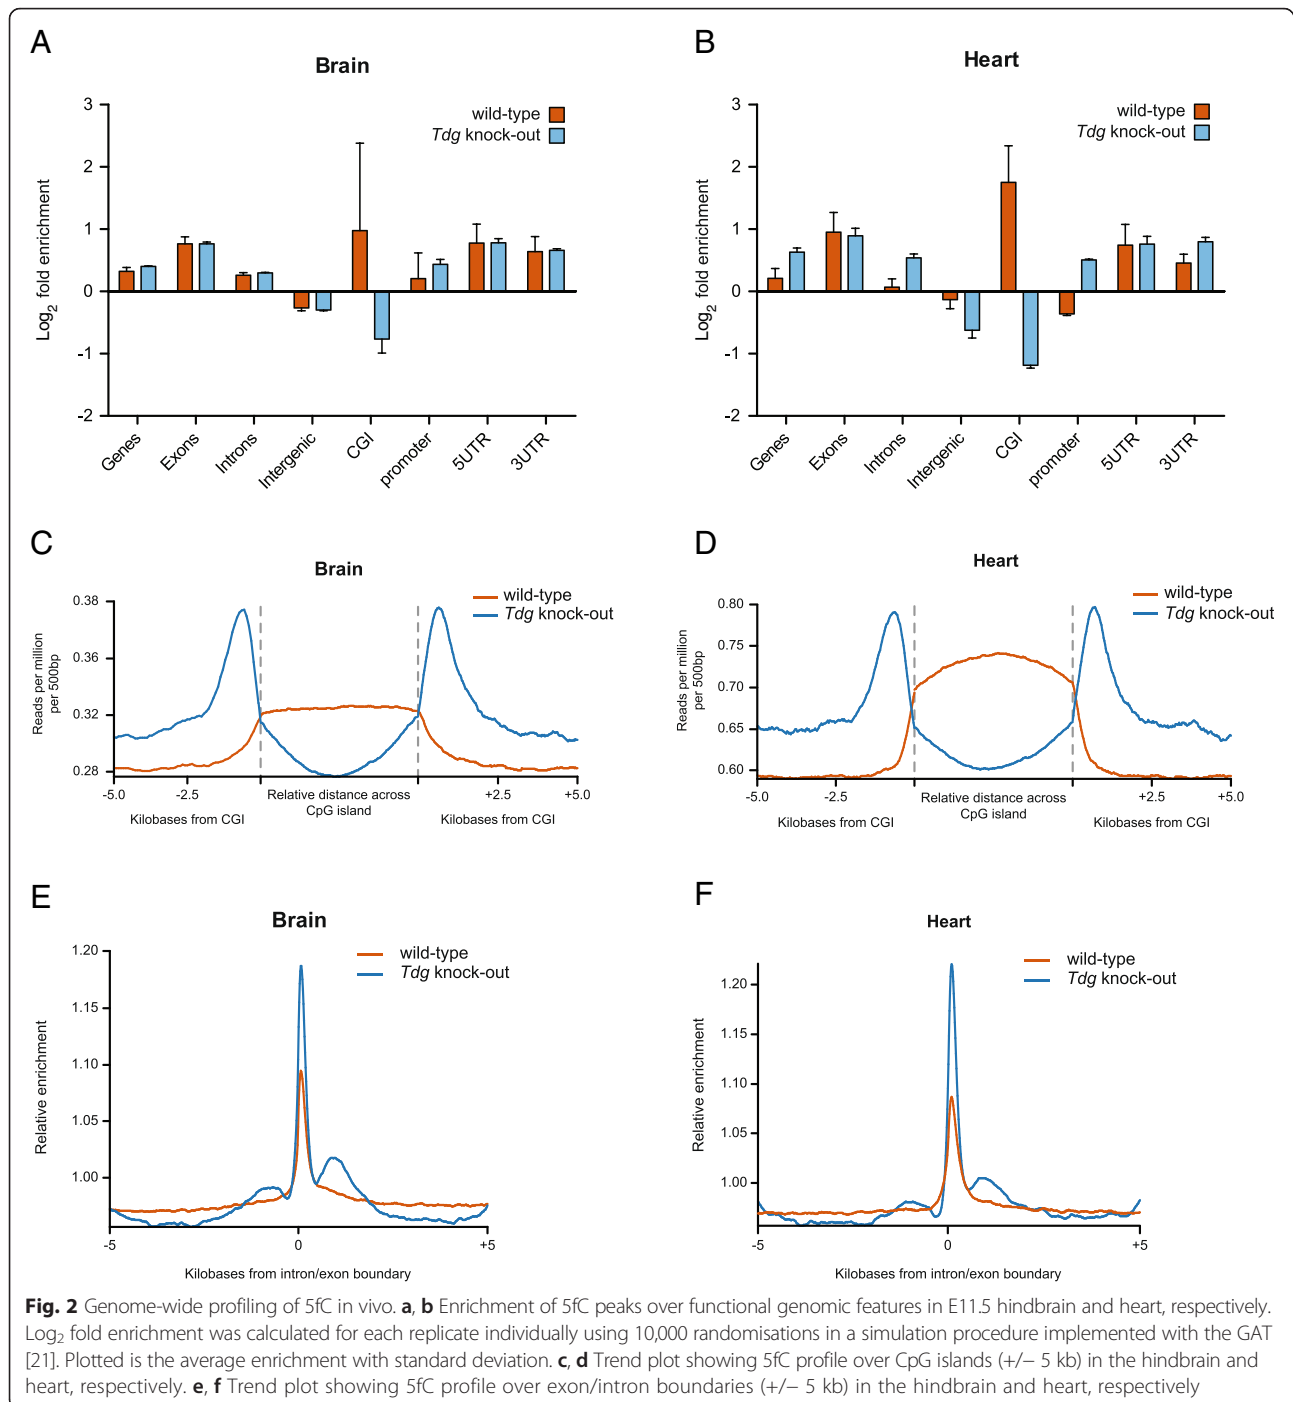 A
Brain
wild-type
Tdg knock-out
Log2 fold enrichment
3
2
1
0
-1
-2
Genes
Exons
Introns
Intergenic
CGI
promoter
5UTR
3UTR
B
Heart
wild-type
Tdg knock-out
Log2 fold enrichment
3
2
1
0
-1
-2
Genes
Exons
Introns
Intergenic
CGI
promoter
5UTR
3UTR
C
Brain
wild-type
Tdg knock-out
Reads per million
per 500bp
0.38
0.36
0.32
0.28
-5.0
-2.5
Relative distance across
CpG island
+2.5
+5.0
Kilobases from CGI
Kilobases from CGI
D
Heart
wild-type
Tdg knock-out
Reads per million
per 500bp
0.80
0.75
0.70
0.65
0.60
-5.0
-2.5
Relative distance across
CpG island
+2.5
+5.0
Kilobases from CGI
Kilobases from CGI
E
Brain
wild-type
Tdg knock-out
Relative enrichment
1.20
1.15
1.10
1.05
1.00
-5
0
+5
Kilobases from intron/exon boundary
F
Heart
wild-type
Tdg knock-out
Relative enrichment
1.20
1.15
1.10
1.05
1.00
-5
0
+5
Kilobases from intron/exon boundary
Fig. 2 Genome-wide profiling of 5fC in vivo. a, b Enrichment of 5fC peaks over functional genomic features in E11.5 hindbrain and heart, respectively.
Log2 fold enrichment was calculated for each replicate individually using 10,000 randomisations in a simulation procedure implemented with the GAT
[21]. Plotted is the average enrichment with standard deviation. c, d Trend plot showing 5fC profile over CpG islands (+/− 5 kb) in the hindbrain and
heart, respectively. e, f Trend plot showing 5fC profile over exon/intron boundaries (+/− 5 kb) in the hindbrain and heart, respectively